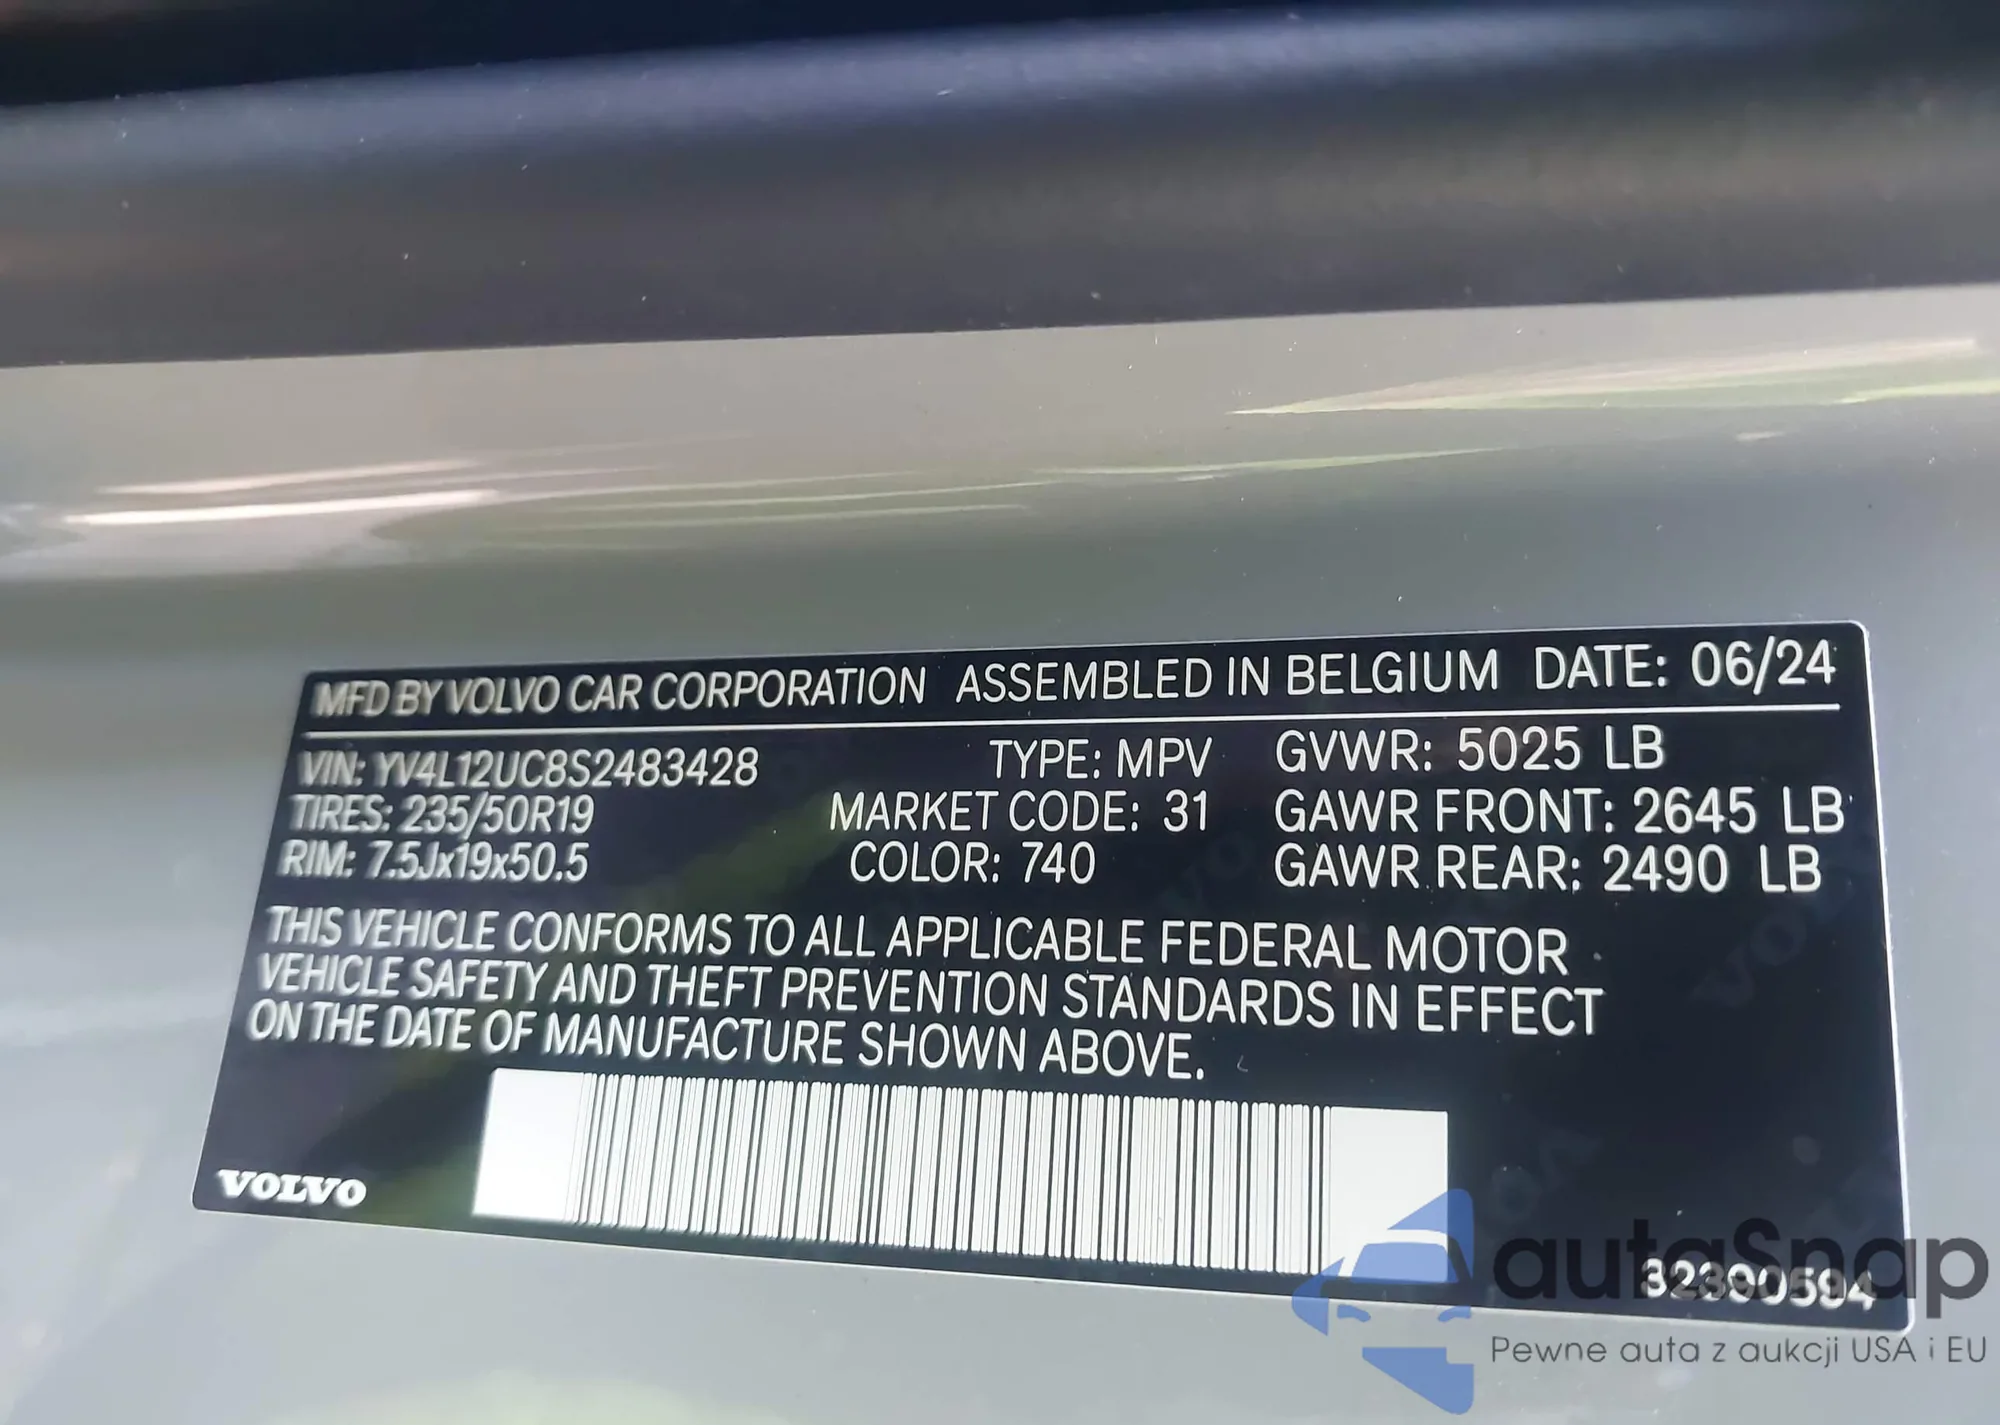 MFD BY VOLVO CAR CORPORATION ASSEMBLED IN BELGIUM DATE: 06/24
VIN: YV4L12UC8S2483428 TYPE: MPV GVWR: 5025 LB
TIRES: 235/50R19 MARKET CODE: 31 GAWR FRONT: 2645 LB
RIM: 7.5Jx19x50.5 COLOR: 740 GAWR REAR: 2490 LB
THIS VEHICLE CONFORMS TO ALL APPLICABLE FEDERAL MOTOR
VEHICLE SAFETY AND THEFT PREVENTION STANDARDS IN EFFECT
ON THE DATE OF MANUFACTURE SHOWN ABOVE.
VOLVO
32390594
autaSnap
Pewne auta z aukcji USA i EU